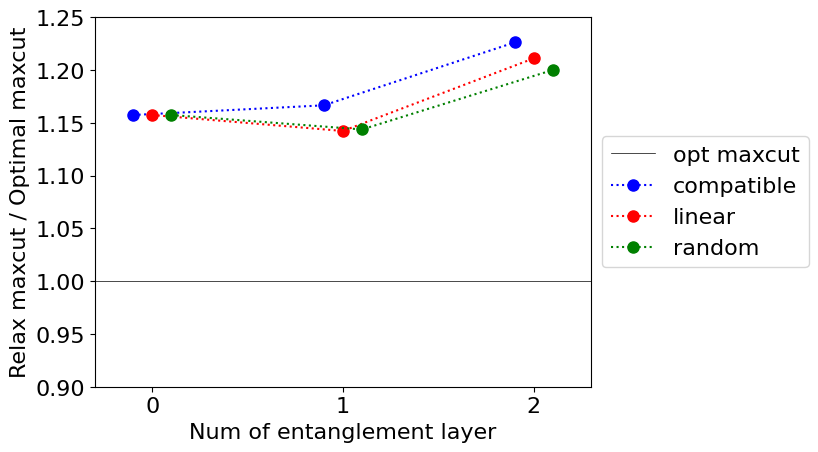 Relax maxcut / Optimal maxcut
1.25
1.20
1.15
1.10
1.05
1.00
0.95
0.90
0 1 2
Num of entanglement layer
opt maxcut
compatible
linear
random